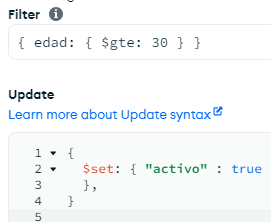 Filter
{ edad: { $gte: 30 } }
Update
Learn more about Update syntax
1 {
2 $set: { "activo" : true
3 },
4 }
5